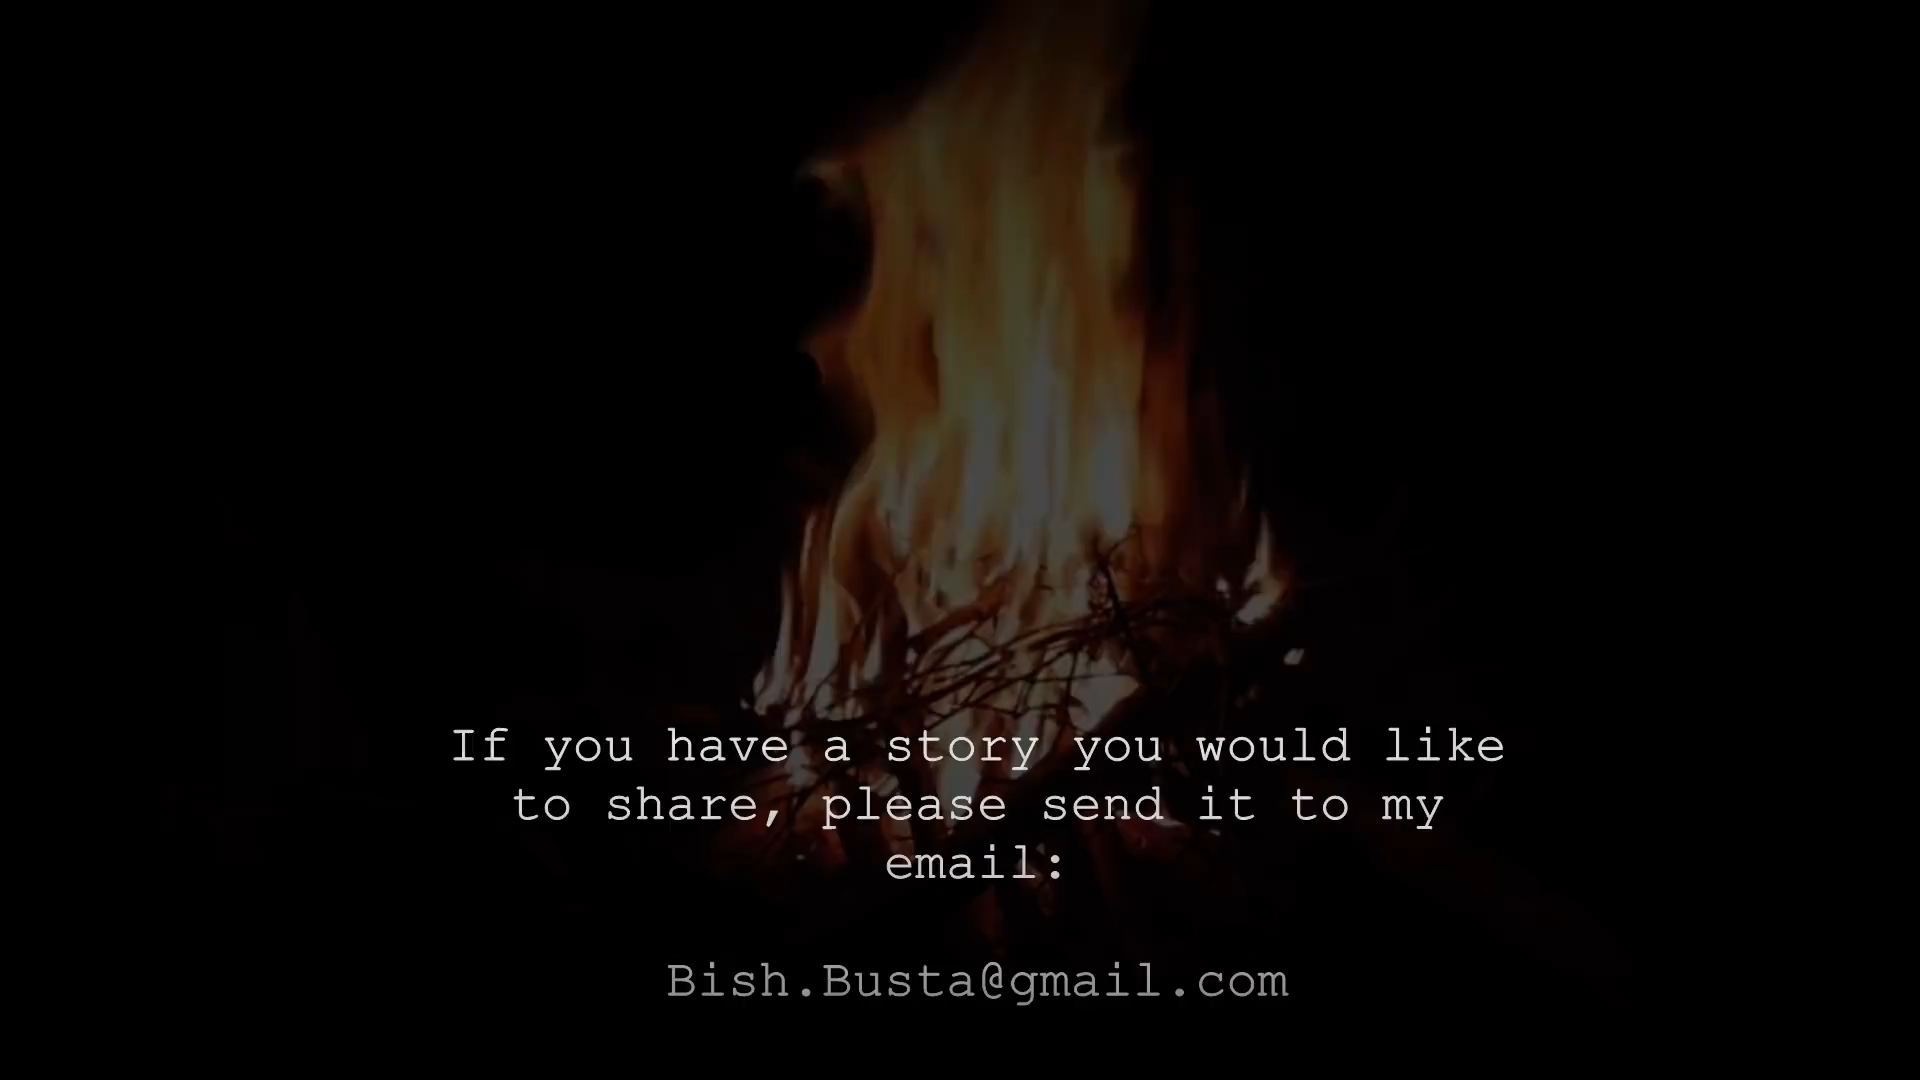 If you have a story you would like
to share, please send it to my
email:
Bish.Busta@gmail.com